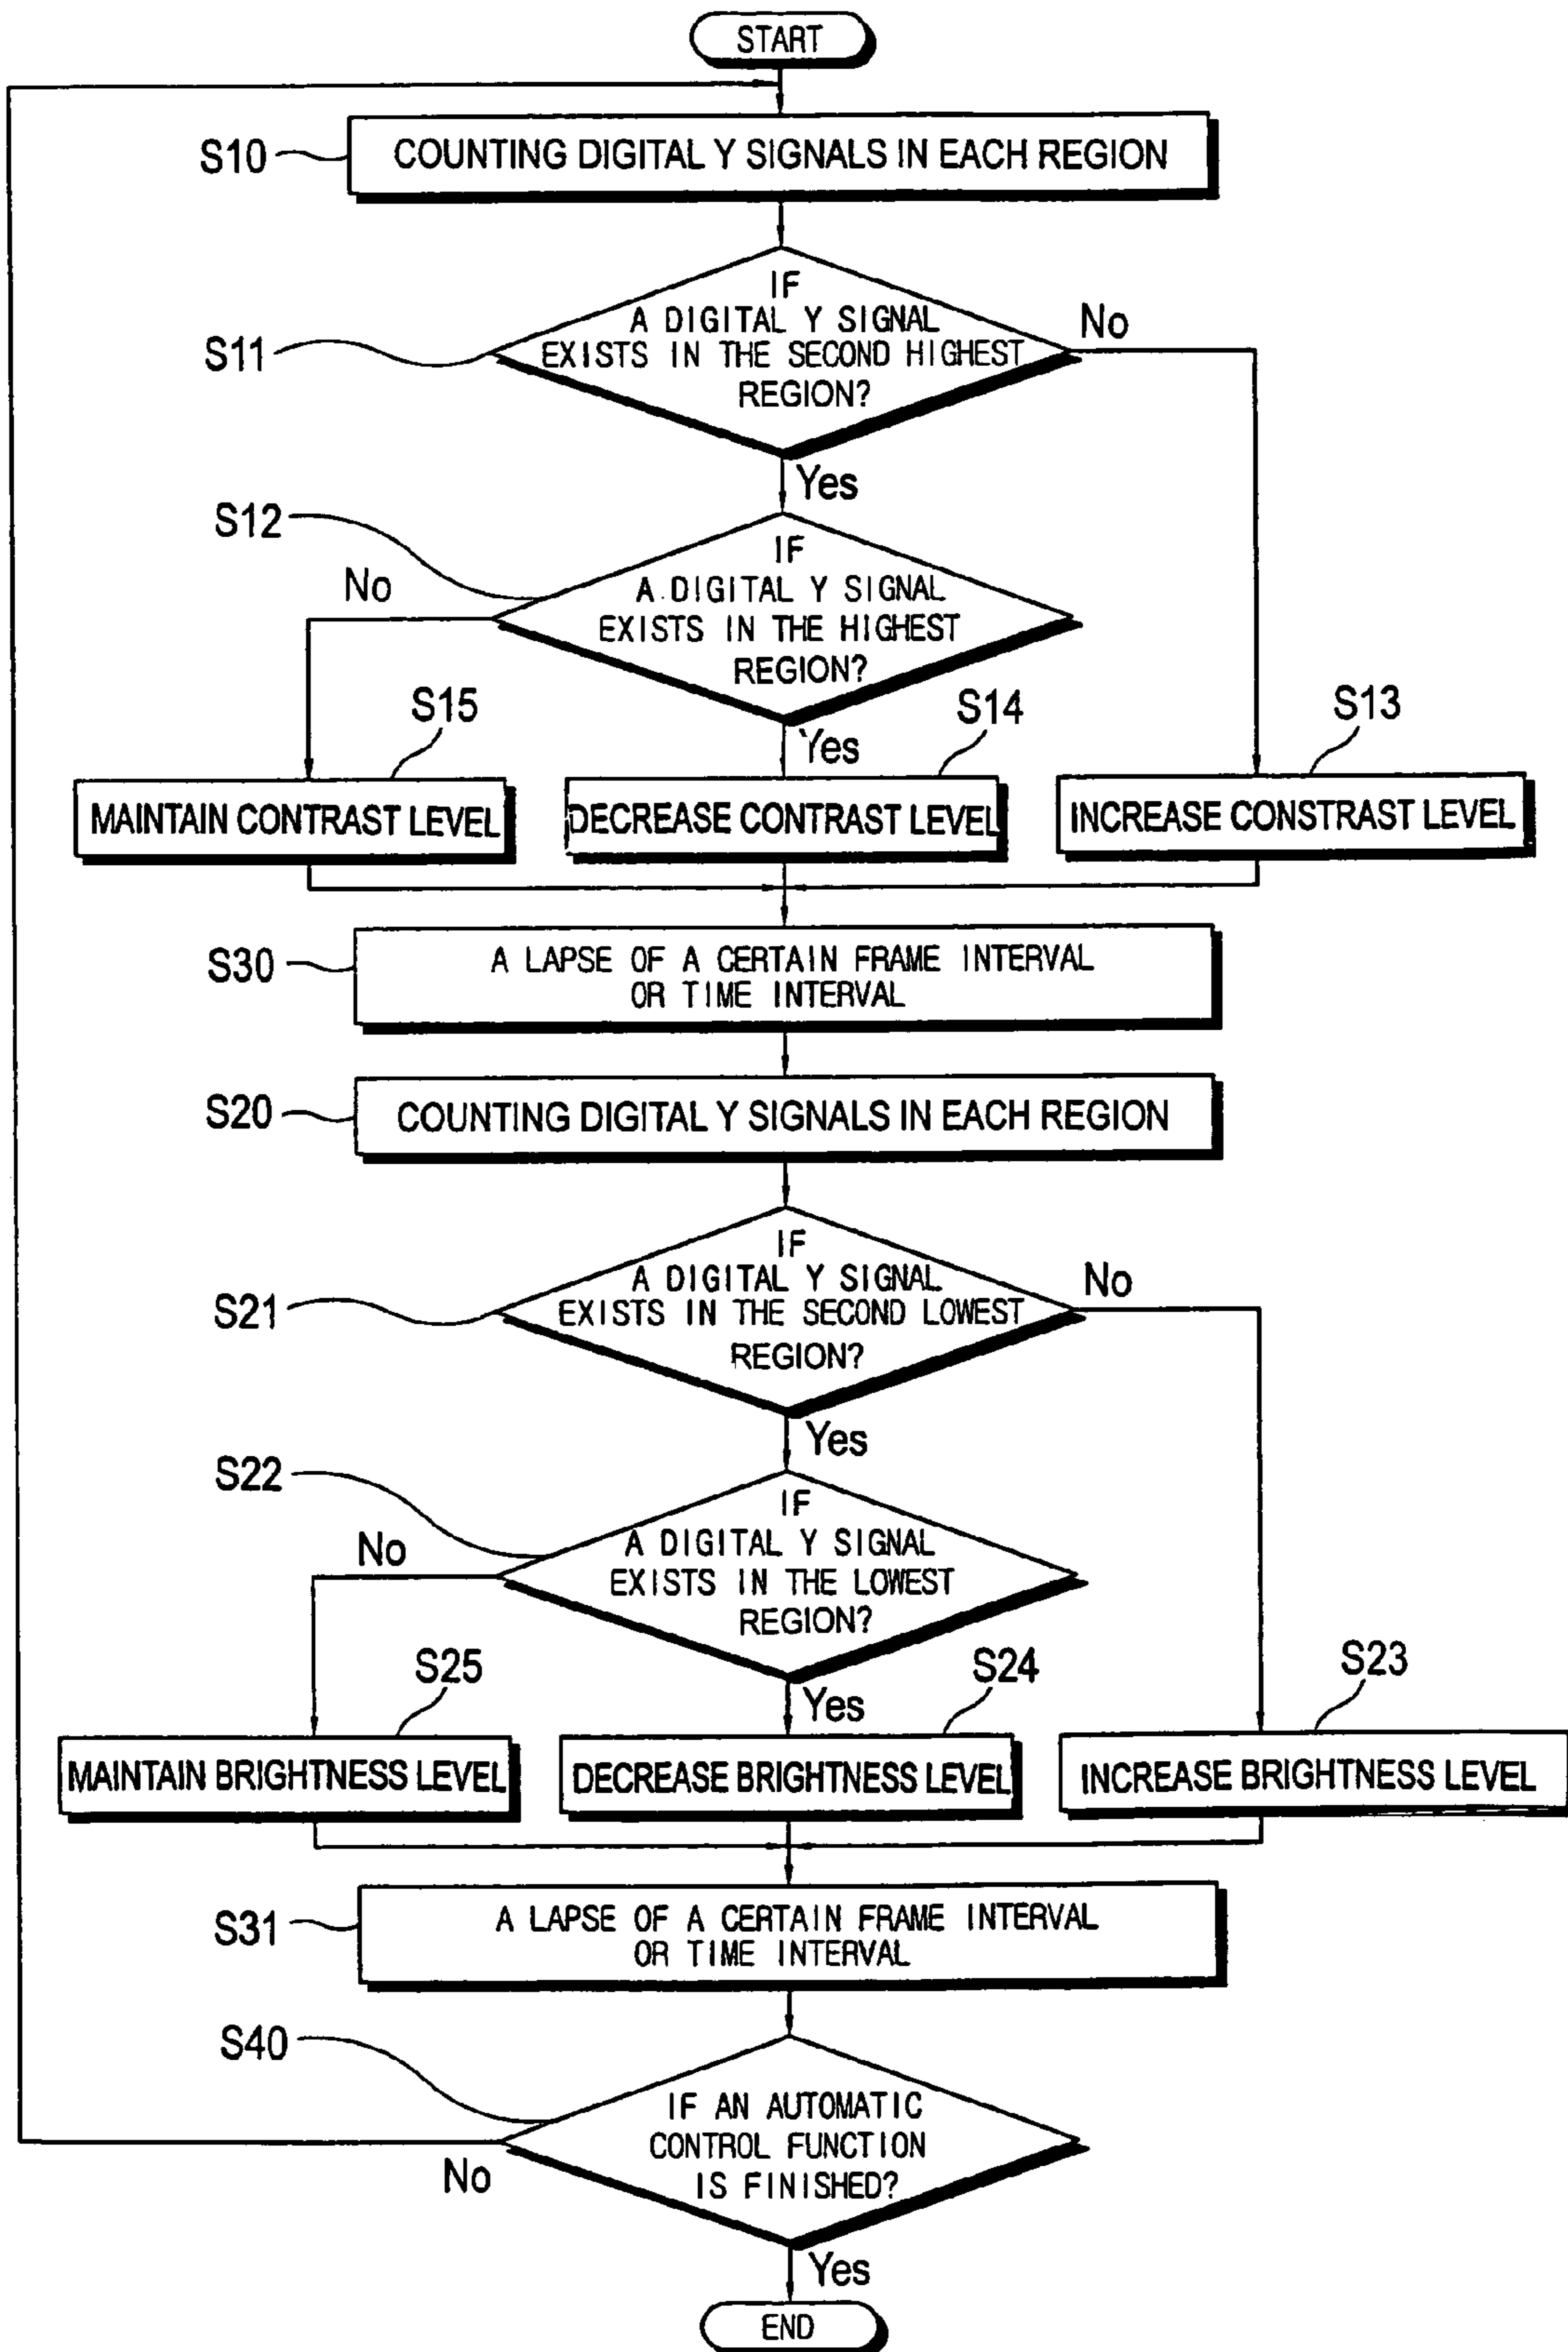 START
S10
COUNTING DIGITAL Y SIGNALS IN EACH REGION
S11
IF
A DIGITAL Y SIGNAL
EXISTS IN THE SECOND HIGHEST
REGION?
No
Yes
S12
IF
A DIGITAL Y SIGNAL
EXISTS IN THE HIGHEST
REGION?
No
Yes
S15
MAINTAIN CONTRAST LEVEL
S14
DECREASE CONTRAST LEVEL
S13
INCREASE CONSTRAST LEVEL
S30
A LAPSE OF A CERTAIN FRAME INTERVAL
OR TIME INTERVAL
S20
COUNTING DIGITAL Y SIGNALS IN EACH REGION
S21
IF
A DIGITAL Y SIGNAL
EXISTS IN THE SECOND LOWEST
REGION?
No
Yes
S22
IF
A DIGITAL Y SIGNAL
EXISTS IN THE LOWEST
REGION?
No
Yes
S25
MAINTAIN BRIGHTNESS LEVEL
S24
DECREASE BRIGHTNESS LEVEL
S23
INCREASE BRIGHTNESS LEVEL
S31
A LAPSE OF A CERTAIN FRAME INTERVAL
OR TIME INTERVAL
S40
IF AN AUTOMATIC
CONTROL FUNCTION
IS FINISHED?
No
Yes
END